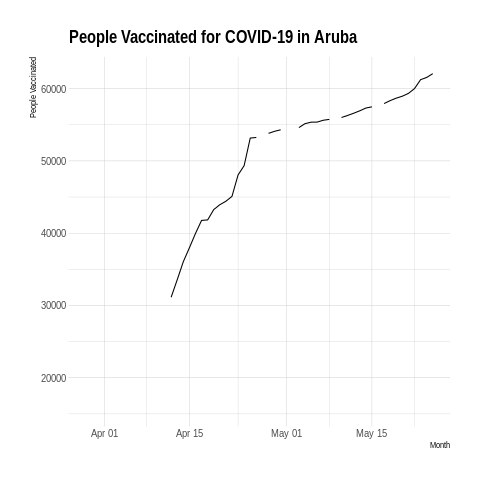 People Vaccinated for COVID-19 in Aruba
People Vaccinated
60000
50000
40000
30000
20000
Apr 01
Apr 15
May 01
May 15
Month